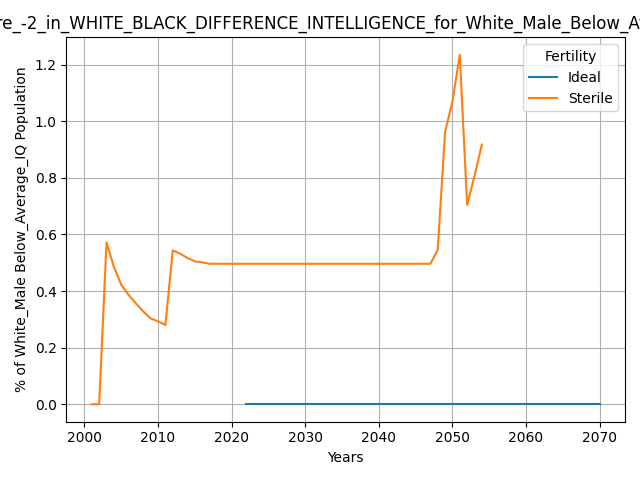 re_-2_in_WHITE_BLACK_DIFFERENCE_INTELLIGENCE_for_White_Male_Below_A
% of White_Male Below_Average_IQ Population
1.2
1.0
0.8
0.6
0.4
0.2
0.0
Fertility
Ideal
Sterile
2000 2010 2020 2030 2040 2050 2060 2070
Years